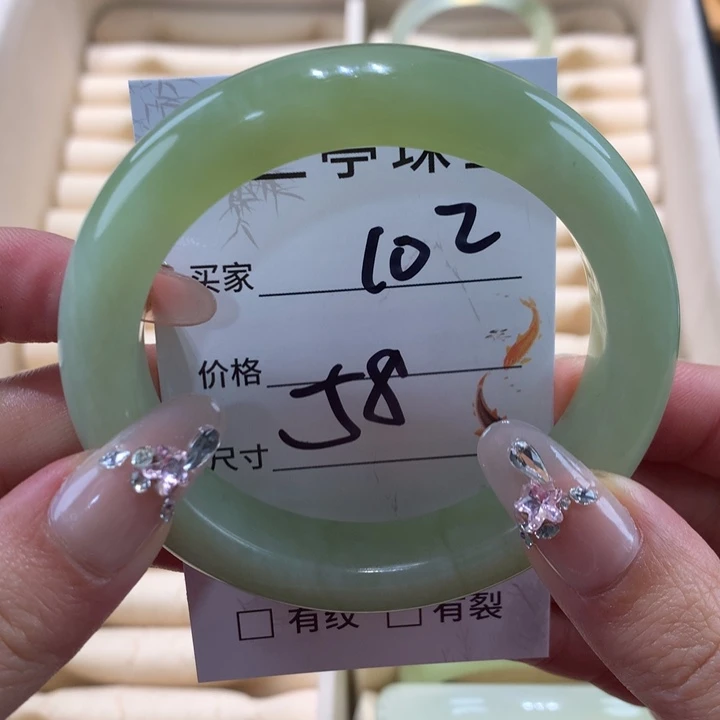 买家 102
价格
58
尺寸
有纹 有裂